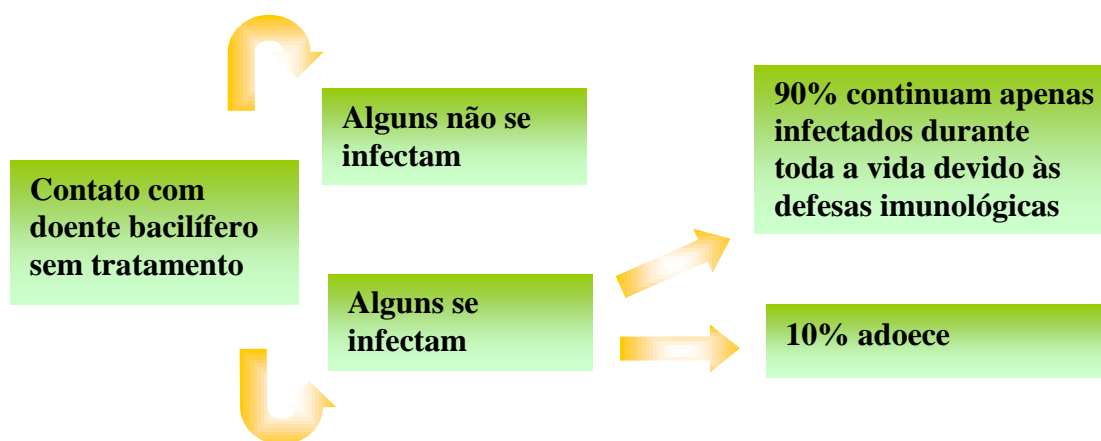 Contato com
doente bacilífero
sem tratamento
Alguns não se
infectam
Alguns se
infectam
90% continuam apenas
infectados durante
toda a vida devido às
defesas imunológicas
10% adoece